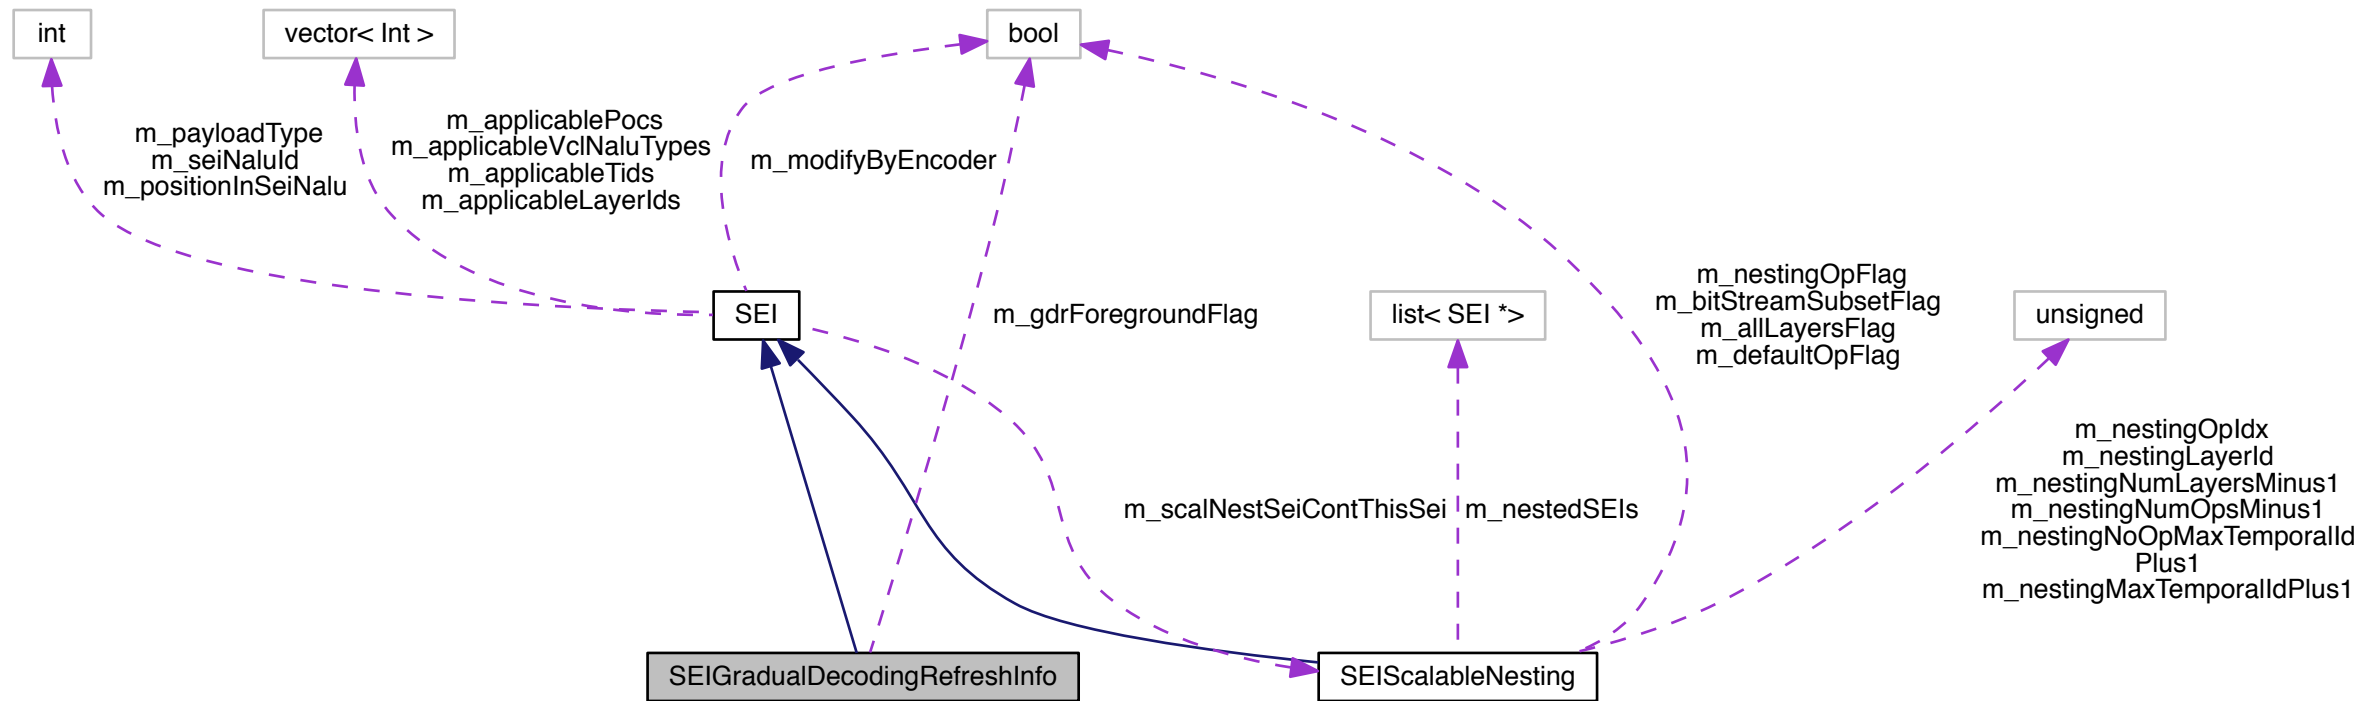 int
vector< Int >
bool
m_payloadType
m_seiNaluId
m_positionInSeiNalu
m_applicablePocs
m_applicableVclNaluTypes
m_applicableTids
m_applicableLayerIds
m_modifyByEncoder
SEI
m_gdrForegroundFlag
list< SEI *>
m_nestingOpFlag
m_bitStreamSubsetFlag
m_allLayersFlag
m_defaultOpFlag
unsigned
m_scalNestSeiContThisSei
m_nestedSEIs
m_nestingOpIdx
m_nestingLayerId
m_nestingNumLayersMinus1
m_nestingNumOpsMinus1
m_nestingNoOpMaxTemporalId
Plus1
m_nestingMaxTemporalIdPlus1
SEIGradualDecodingRefreshInfo
SEIScalableNesting